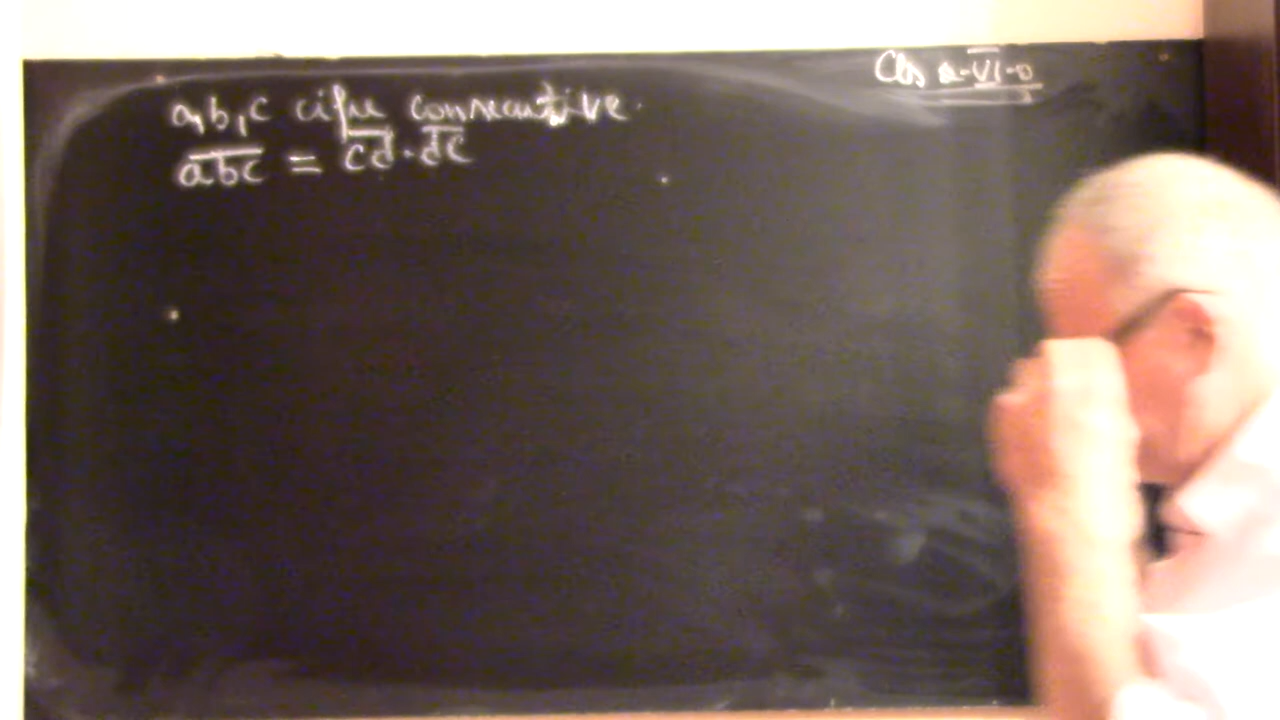 Cls a-VI-a
a, b, c cifre consecutive.
abc = cd · dc